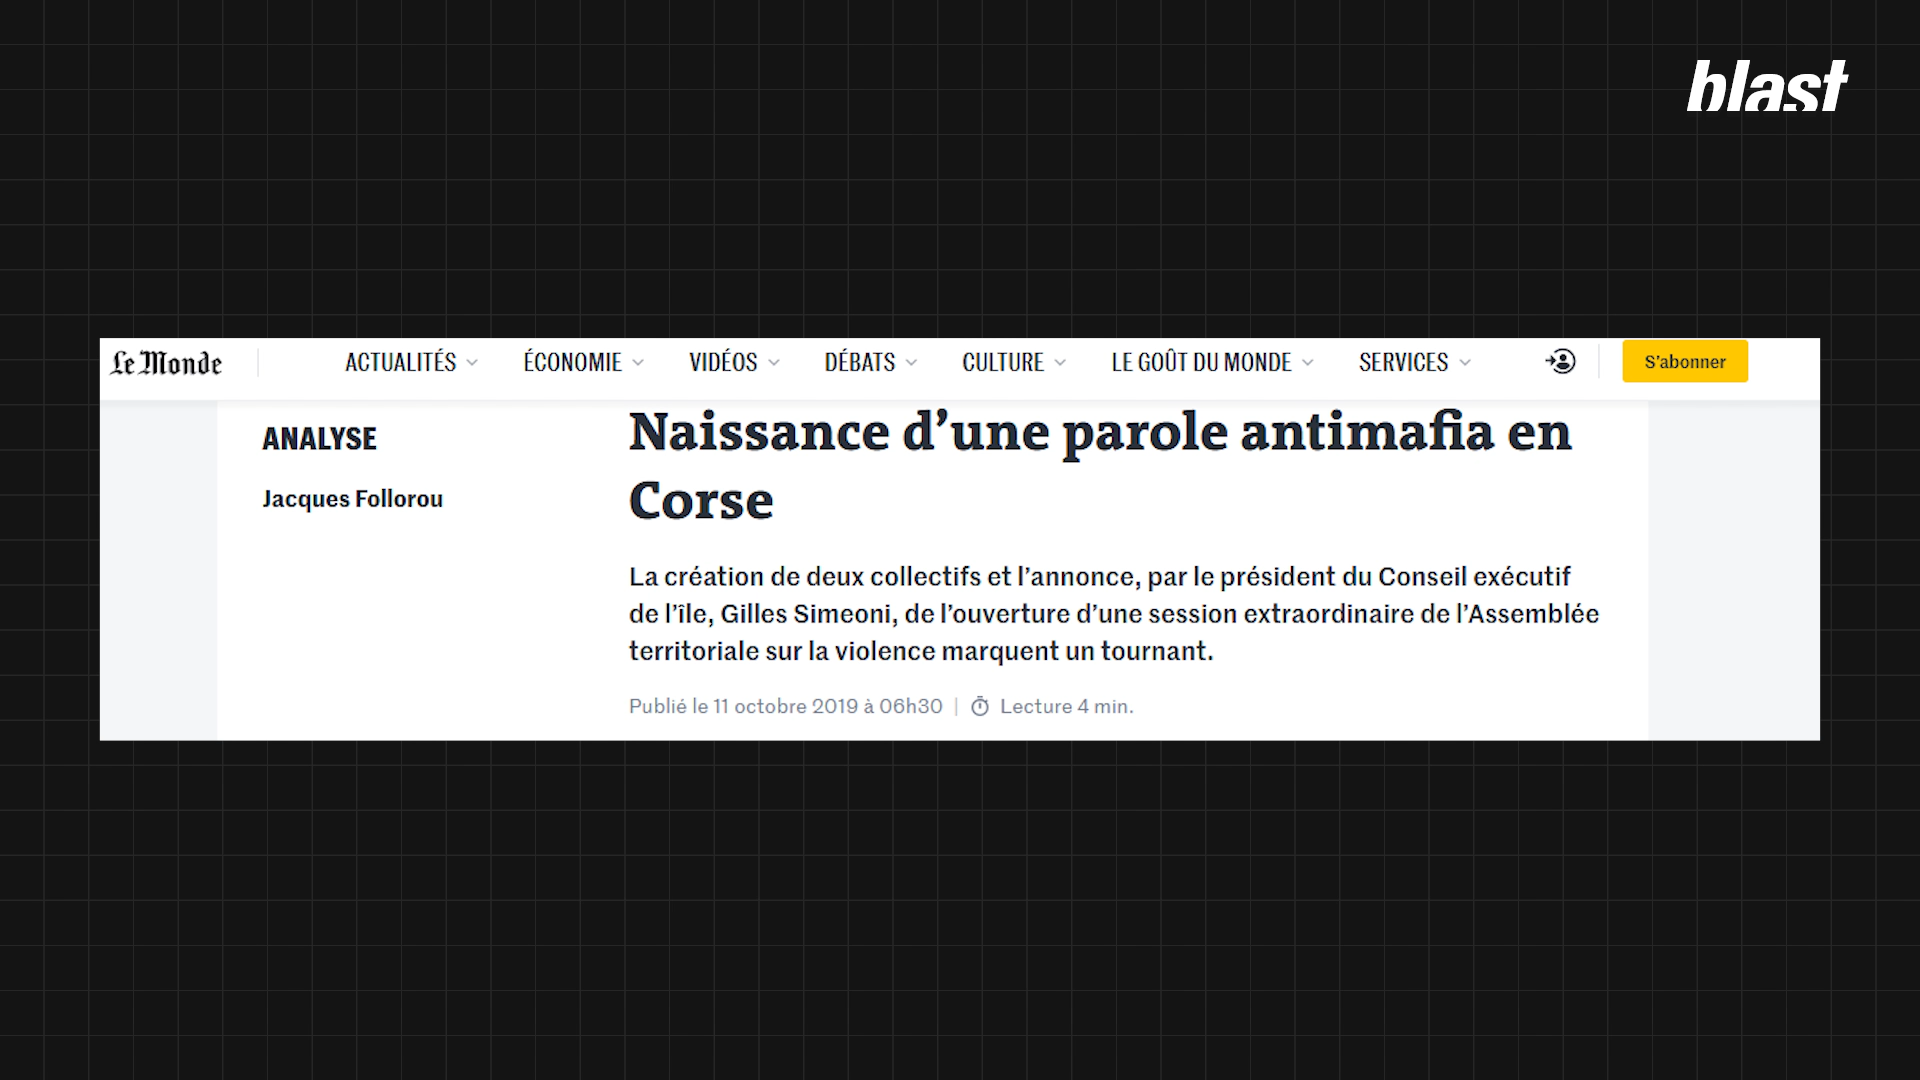 blast
Le Monde
ACTUALITÉS ÉCONOMIE VIDÉOS DÉBATS CULTURE LE GOÛT DU MONDE SERVICES S'abonner
ANALYSE
Jacques Follorou
Naissance d’une parole antimafia en
Corse
La création de deux collectifs et l’annonce, par le président du Conseil exécutif
de l’île, Gilles Simeoni, de l’ouverture d’une session extraordinaire de l’Assemblée
territoriale sur la violence marquent un tournant.
Publié le 11 octobre 2019 à 06h30 | Lecture 4 min.